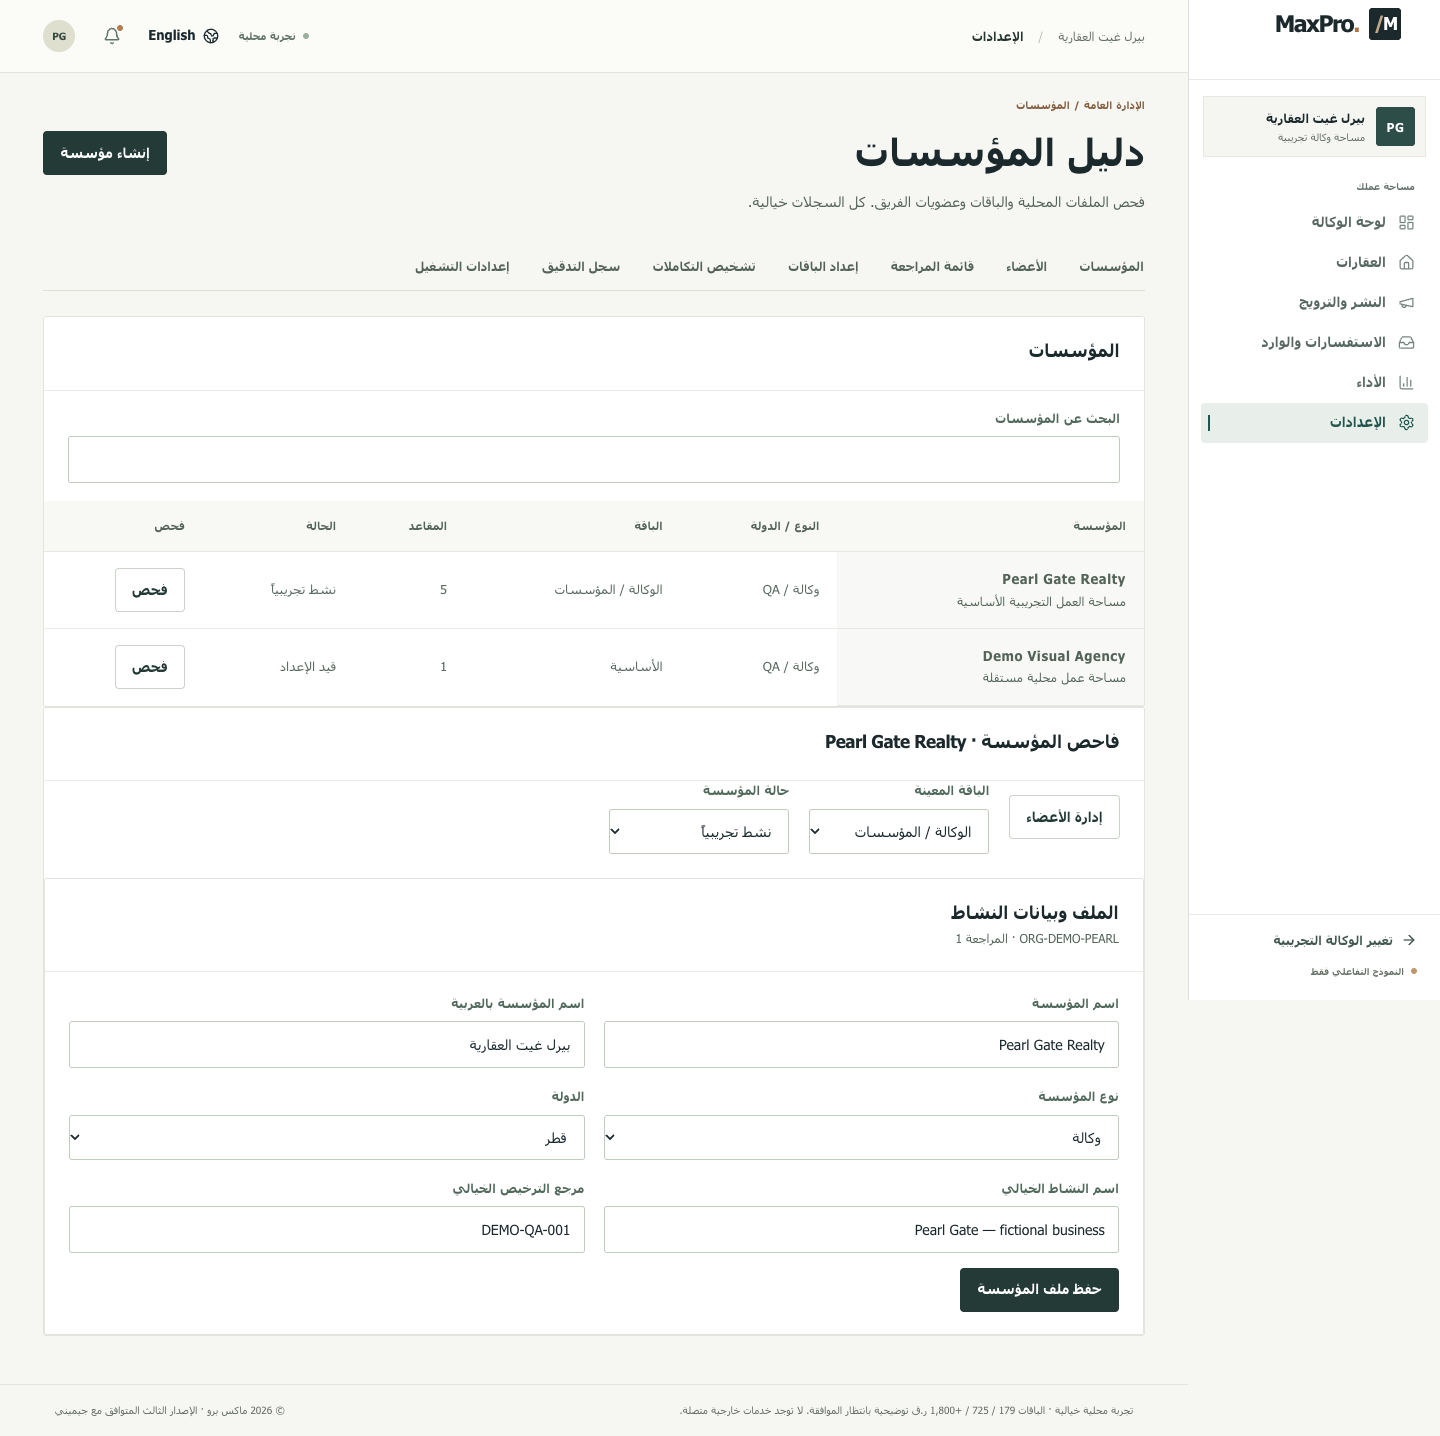 MaxPro. /M
PG
بيرل غيت العقارية
مساحة وكالة تجريبية
مساحة عملك
لوحة الوكالة
العقارات
النشر والترويج
الاستفسارات والوارد
الأداء
الإعدادات
تغيير الوكالة التجريبية
النموذج التفاعلي فقط
بيرل غيت العقارية / الإعدادات
تجربة محلية
English
PG
الإدارة العامة / المؤسسات
دليل المؤسسات
إنشاء مؤسسة
فحص الملفات المحلية والباقات وعضويات الفريق. كل السجلات خيالية.
المؤسسات الأعضاء قائمة المراجعة إعداد الباقات تشخيص التكاملات سجل التدقيق إعدادات التشغيل
المؤسسات
البحث عن المؤسسات
المؤسسة النوع / الدولة الباقة المقاعد الحالة فحص
Pearl Gate Realty
مساحة العمل التجريبية الأساسية
وكالة / QA الوكالة / المؤسسات 5 نشط تجريبياً فحص
Demo Visual Agency
مساحة عمل محلية مستقلة
وكالة / QA الأساسية 1 قيد الإعداد فحص
فاحص المؤسسة · Pearl Gate Realty
إدارة الأعضاء
الباقة المعينة
الوكالة / المؤسسات
حالة المؤسسة
نشط تجريبياً
الملف وبيانات النشاط
ORG-DEMO-PEARL · المراجعة 1
اسم المؤسسة
Pearl Gate Realty
اسم المؤسسة بالعربية
بيرل غيت العقارية
نوع المؤسسة
وكالة
الدولة
قطر
اسم النشاط الخيالي
Pearl Gate — fictional business
مرجع الترخيص الخيالي
DEMO-QA-001
حفظ ملف المؤسسة
تجربة محلية خيالية · الباقات 179 / 725 / +1,800 ر.ق توضيحية بانتظار الموافقة. لا توجد خدمات خارجية متصلة.
© 2026 ماكس برو · الإصدار الثالث المتوافق مع جيميني